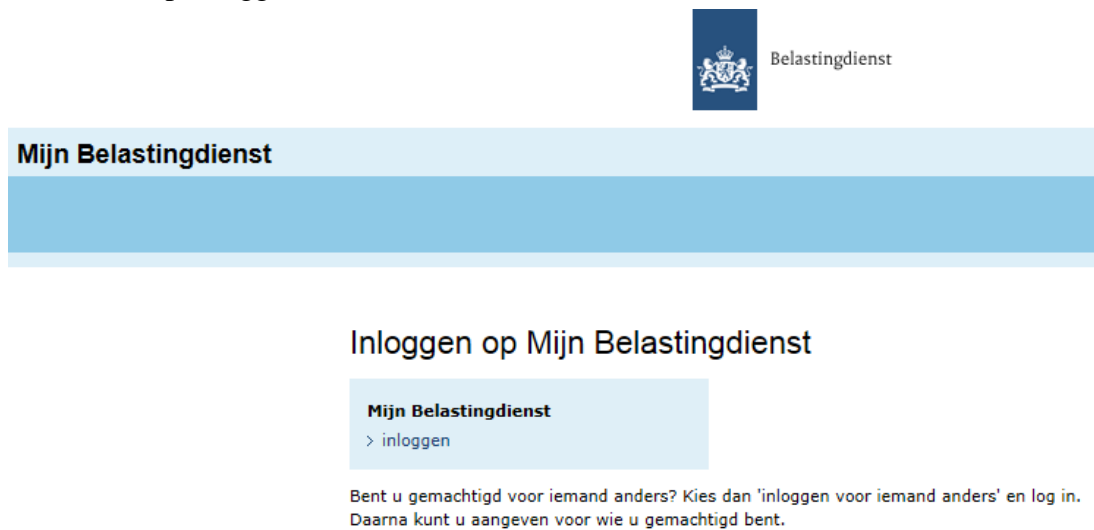 Belastingdienst
Mijn Belastingdienst
Inloggen op Mijn Belastingdienst
Mijn Belastingdienst
> inloggen
Bent u gemachtigd voor iemand anders? Kies dan 'inloggen voor iemand anders' en log in.
Daarna kunt u aangeven voor wie u gemachtigd bent.